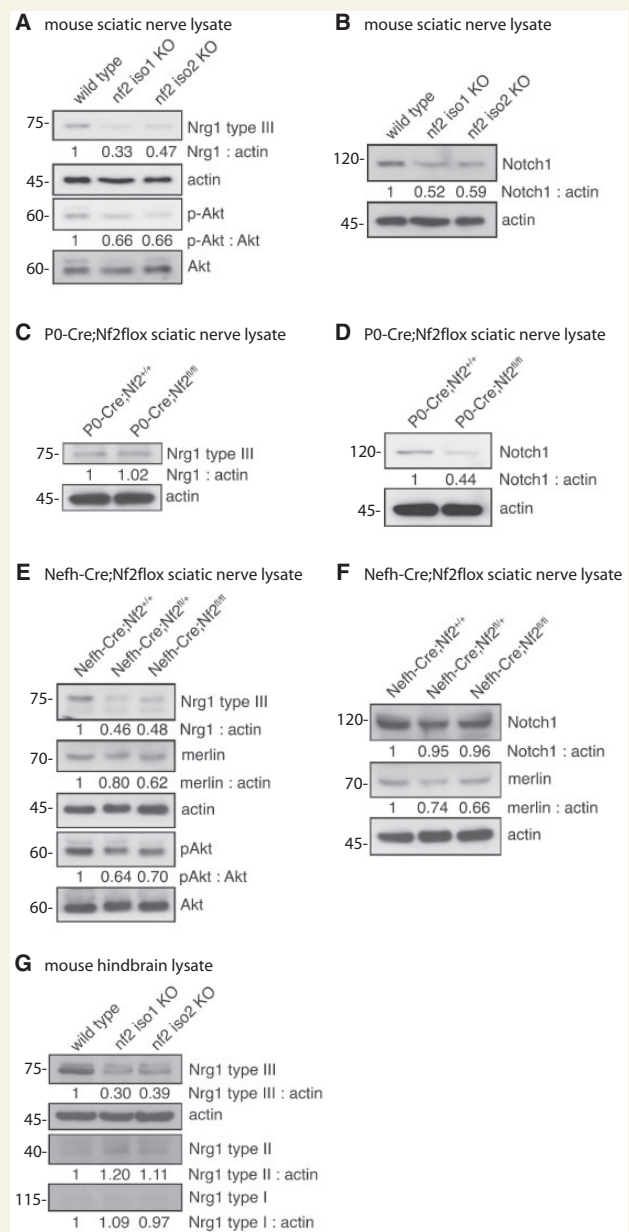 A mouse sciatic nerve lysate
wild type nf2 iso1 KO nf2 iso2 KO
75- Nrg1 type III
1 0.33 0.47 Nrg1 : actin
45- actin
60- p-Akt
1 0.66 0.66 p-Akt : Akt
60- Akt
B mouse sciatic nerve lysate
wild type nf2 iso1 KO nf2 iso2 KO
120- Notch1
1 0.52 0.59 Notch1 : actin
45- actin
C P0-Cre;Nf2flox sciatic nerve lysate
P0-Cre;Nf2+/+ P0-Cre;Nf2fl/fl
75- Nrg1 type III
1 1.02 Nrg1 : actin
45- actin
D P0-Cre;Nf2flox sciatic nerve lysate
P0-Cre;Nf2+/+ P0-Cre;Nf2fl/fl
120- Notch1
1 0.44 Notch1 : actin
45- actin
E Nefh-Cre;Nf2flox sciatic nerve lysate
Nefh-Cre;Nf2+/+ Nefh-Cre;Nf2fl/+ Nefh-Cre;Nf2fl/fl
75- Nrg1 type III
1 0.46 0.48 Nrg1 : actin
70- merlin
1 0.80 0.62 merlin : actin
45- actin
60- pAkt
1 0.64 0.70 pAkt : Akt
60- Akt
F Nefh-Cre;Nf2flox sciatic nerve lysate
Nefh-Cre;Nf2+/+ Nefh-Cre;Nf2fl/+ Nefh-Cre;Nf2fl/fl
120- Notch1
1 0.95 0.96 Notch1 : actin
70- merlin
1 0.74 0.66 merlin : actin
45- actin
G mouse hindbrain lysate
wild type nf2 iso1 KO nf2 iso2 KO
75- Nrg1 type III
1 0.30 0.39 Nrg1 type III : actin
45- actin
40- Nrg1 type II
1 1.20 1.11 Nrg1 type II : actin
115- Nrg1 type I
1 1.09 0.97 Nrg1 type I : actin